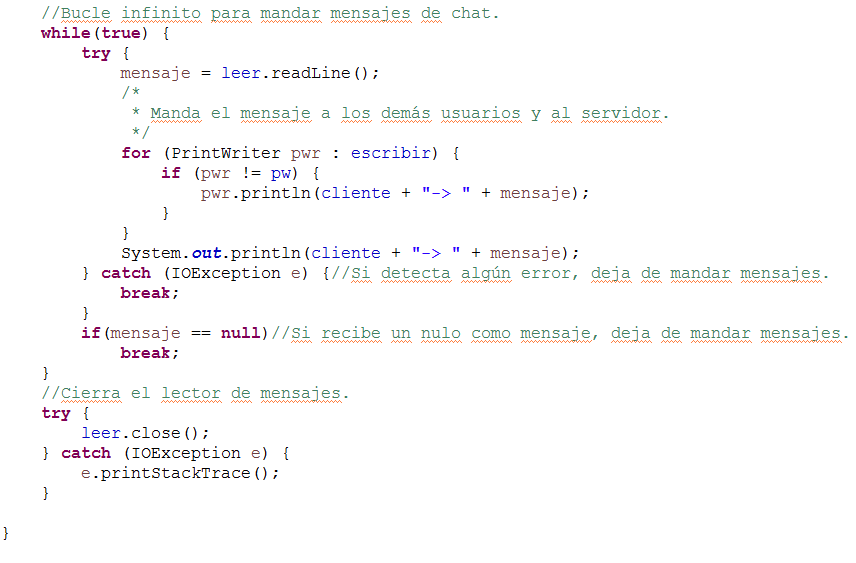 //Bucle infinito para mandar mensajes de chat.
while(true) {
try {
mensaje = leer.readLine();
/*
* Manda el mensaje a los demás usuarios y al servidor.
*/
for (PrintWriter pwr : escribir) {
if (pwr != pw) {
pwr.println(cliente + "-> " + mensaje);
}
}
System.out.println(cliente + "-> " + mensaje);
} catch (IOException e) {//Si detecta algún error, deja de mandar mensajes.
break;
}
if(mensaje == null)//Si recibe un nulo como mensaje, deja de mandar mensajes.
break;
}
//Cierra el lector de mensajes.
try {
leer.close();
} catch (IOException e) {
e.printStackTrace();
}
}